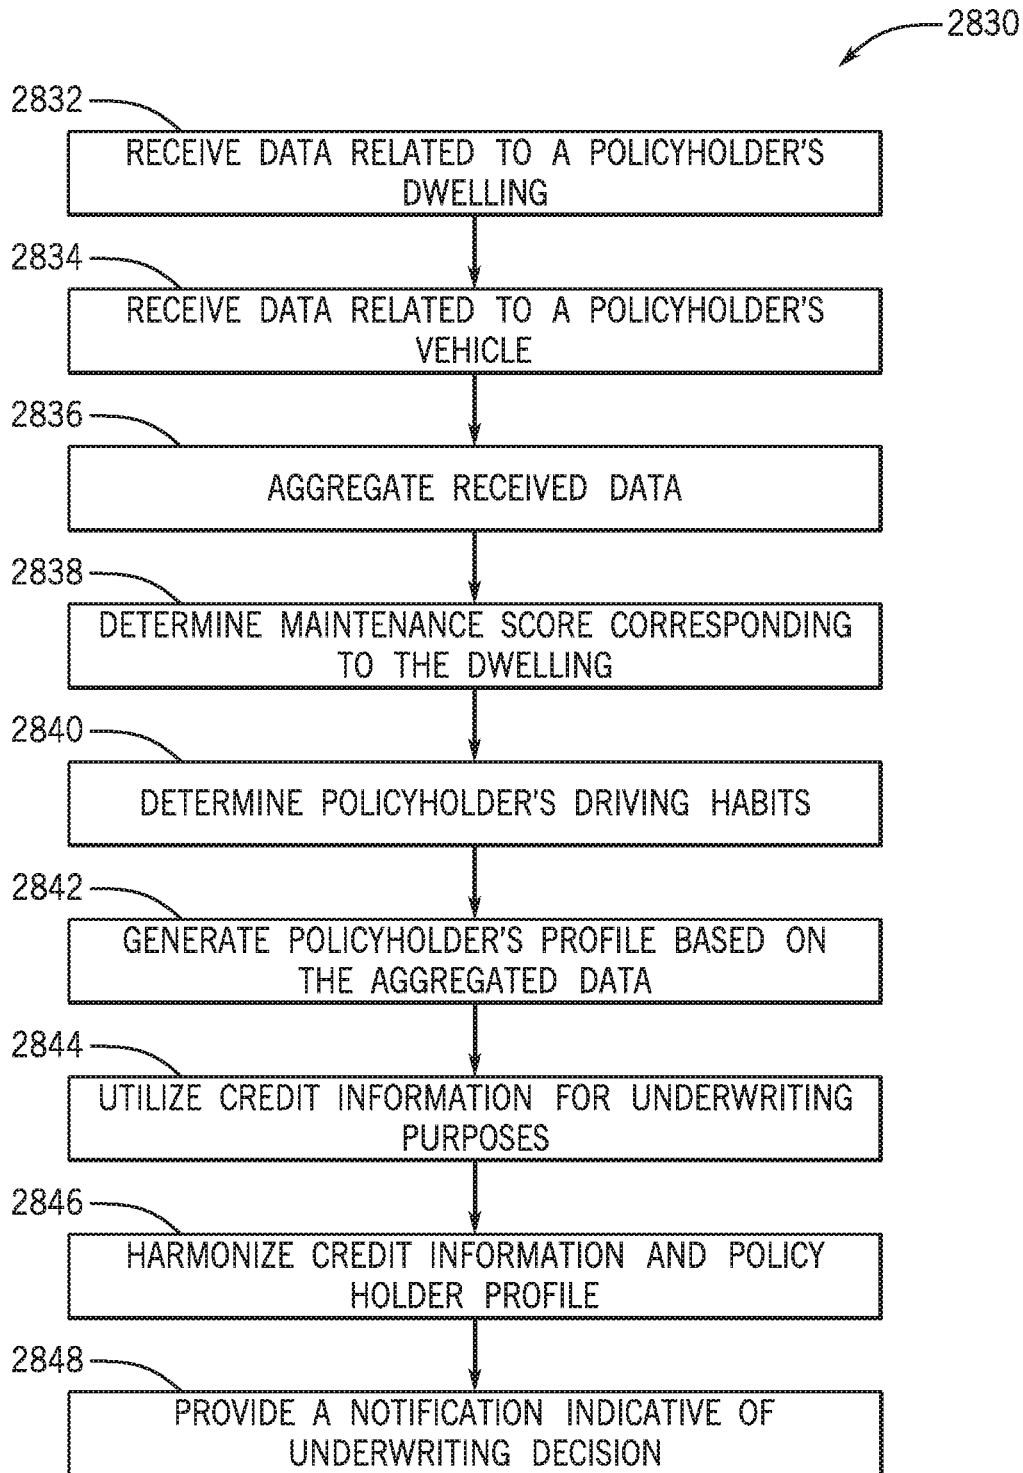 2830
2832
RECEIVE DATA RELATED TO A POLICYHOLDER'S
DWELLING
2834
RECEIVE DATA RELATED TO A POLICYHOLDER'S
VEHICLE
2836
AGGREGATE RECEIVED DATA
2838
DETERMINE MAINTENANCE SCORE CORRESPONDING
TO THE DWELLING
2840
DETERMINE POLICYHOLDER'S DRIVING HABITS
2842
GENERATE POLICYHOLDER'S PROFILE BASED ON
THE AGGREGATED DATA
2844
UTILIZE CREDIT INFORMATION FOR UNDERWRITING
PURPOSES
2846
HARMONIZE CREDIT INFORMATION AND POLICY
HOLDER PROFILE
2848
PROVIDE A NOTIFICATION INDICATIVE OF
UNDERWRITING DECISION